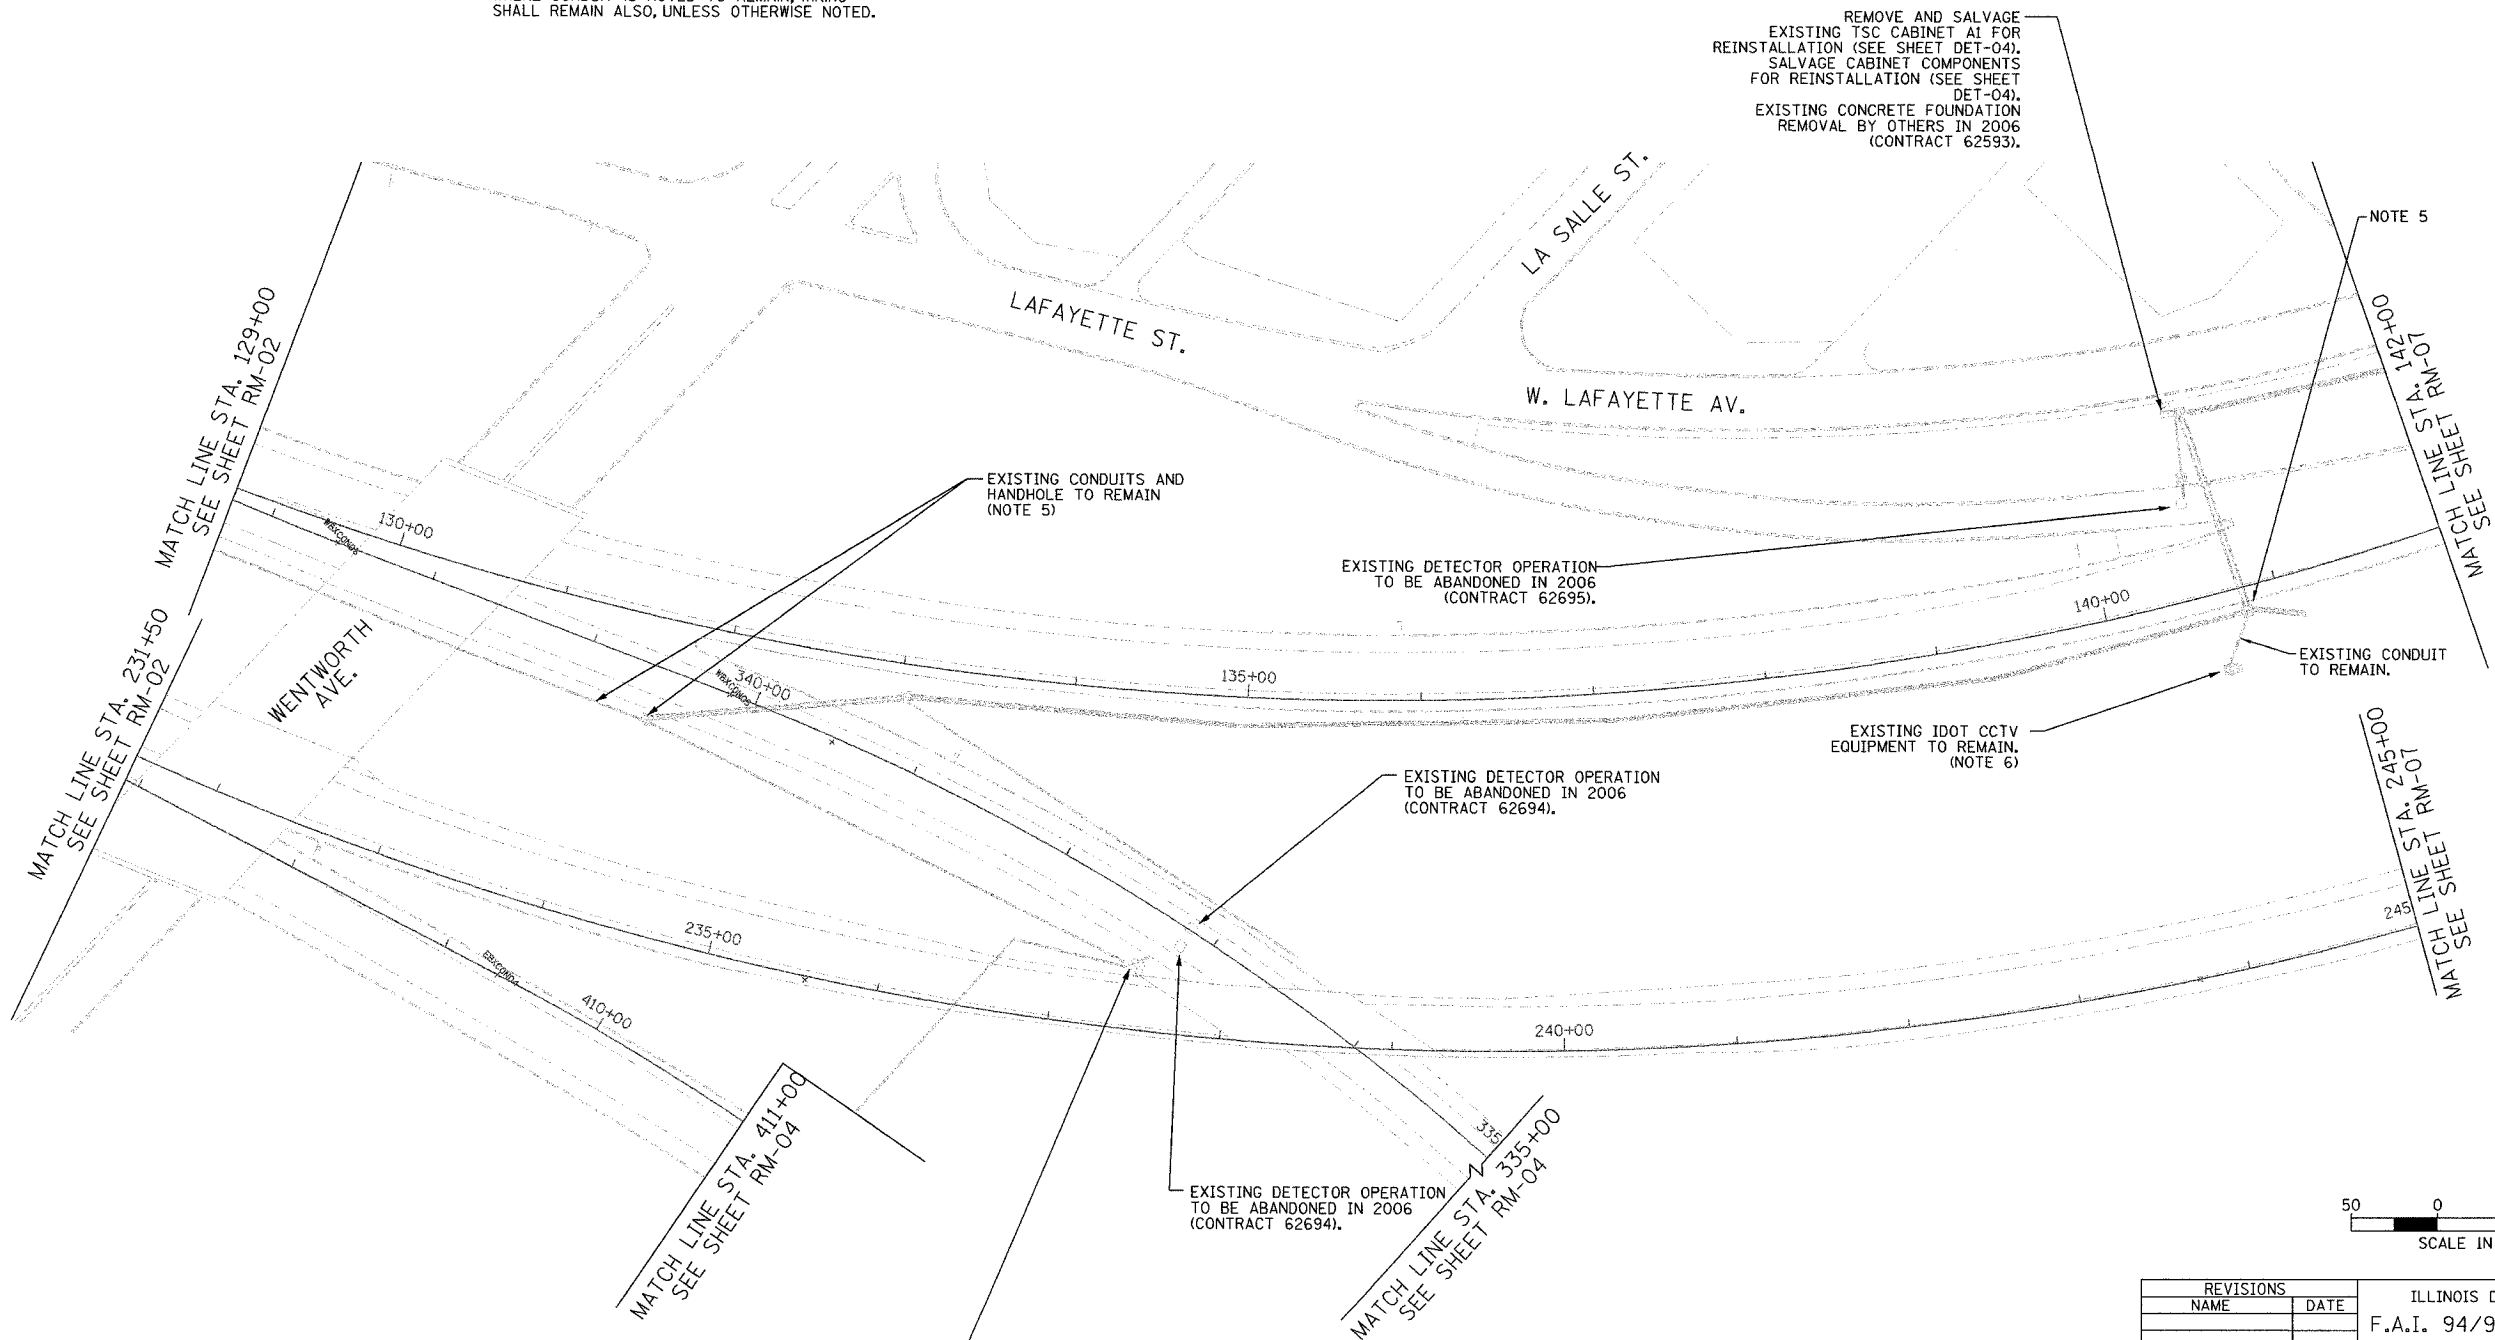 SHALL REMAIN ALSO, UNLESS OTHERWISE NOTED.
REMOVE AND SALVAGE
EXISTING TSC CABINET A1 FOR
REINSTALLATION (SEE SHEET DET-04).
SALVAGE CABINET COMPONENTS
FOR REINSTALLATION (SEE SHEET
DET-04).
EXISTING CONCRETE FOUNDATION
REMOVAL BY OTHERS IN 2006
(CONTRACT 62593).
NOTE 5
LA SALLE ST.
LAFAYETTE ST.
W. LAFAYETTE AV.
MATCH LINE STA. 129+00
SEE SHEET RM-02
MATCH LINE STA. 142+00
SEE SHEET RM-07
EXISTING CONDUITS AND
HANDHOLE TO REMAIN
(NOTE 5)
130+00
EXISTING DETECTOR OPERATION
TO BE ABANDONED IN 2006
(CONTRACT 62695).
140+00
MATCH LINE STA. 231+50
SEE SHEET RM-02
WENTWORTH
AVE.
340+00
135+00
EXISTING CONDUIT
TO REMAIN.
EXISTING IDOT CCTV
EQUIPMENT TO REMAIN.
(NOTE 6)
EXISTING DETECTOR OPERATION
TO BE ABANDONED IN 2006
(CONTRACT 62694).
MATCH LINE STA. 245+00
SEE SHEET RM-07
245
235+00
410+00
240+00
335
MATCH LINE STA. 411+00
SEE SHEET RM-04
EXISTING DETECTOR OPERATION
TO BE ABANDONED IN 2006
(CONTRACT 62694).
MATCH LINE STA. 335+00
SEE SHEET RM-04
50 0
SCALE IN
REVISIONS
NAME DATE
ILLINOIS D
F.A.I. 94/9